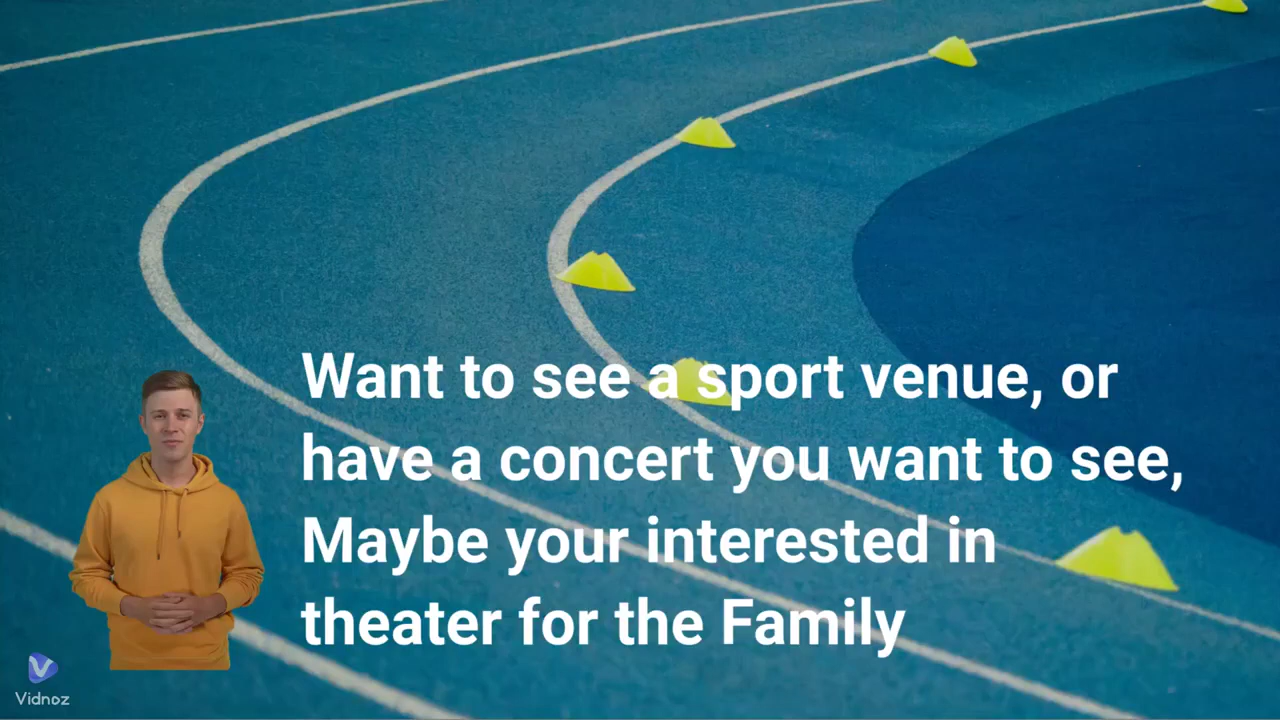 Want to see a sport venue, or
have a concert you want to see,
Maybe your interested in
theater for the Family
Vidnoz